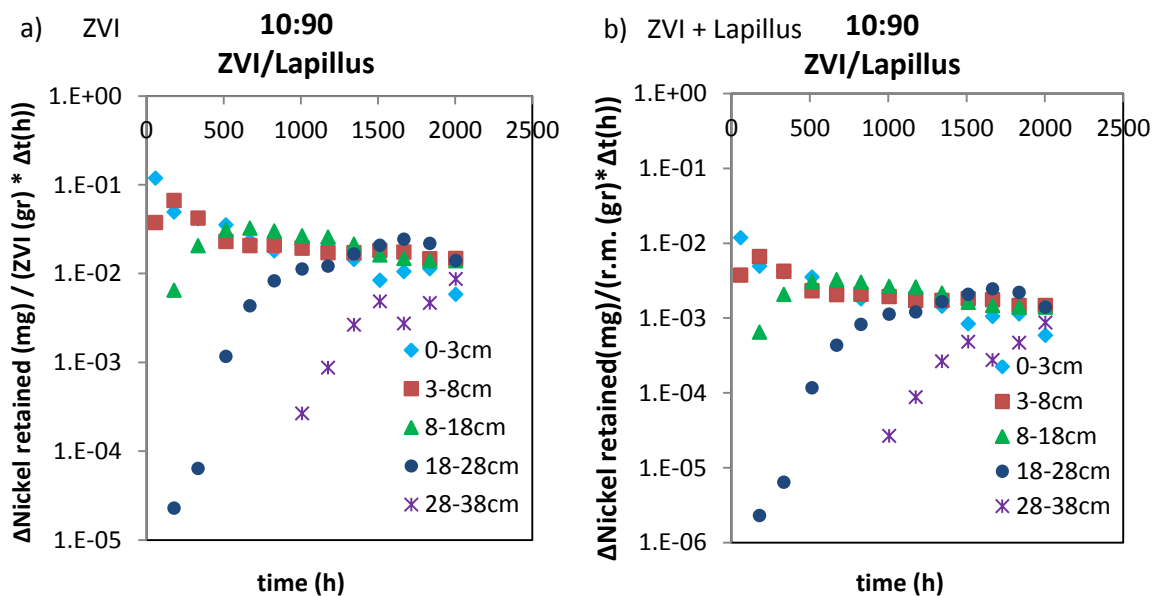 a) ZVI
10:90
ZVI/Lapillus
ΔNickel retained (mg) / (ZVI (gr) * Δt(h))
1.E+00
1.E-01
1.E-02
1.E-03
1.E-04
1.E-05
0 500 1000 1500 2000 2500
0-3cm
3-8cm
8-18cm
18-28cm
28-38cm
time (h)
b) ZVI + Lapillus
10:90
ZVI/Lapillus
ΔNickel retained(mg)/(r.m. (gr)* Δt(h))
1.E+00
1.E-01
1.E-02
1.E-03
1.E-04
1.E-05
1.E-06
0 500 1000 1500 2000 2500
0-3cm
3-8cm
8-18cm
18-28cm
28-38cm
time (h)